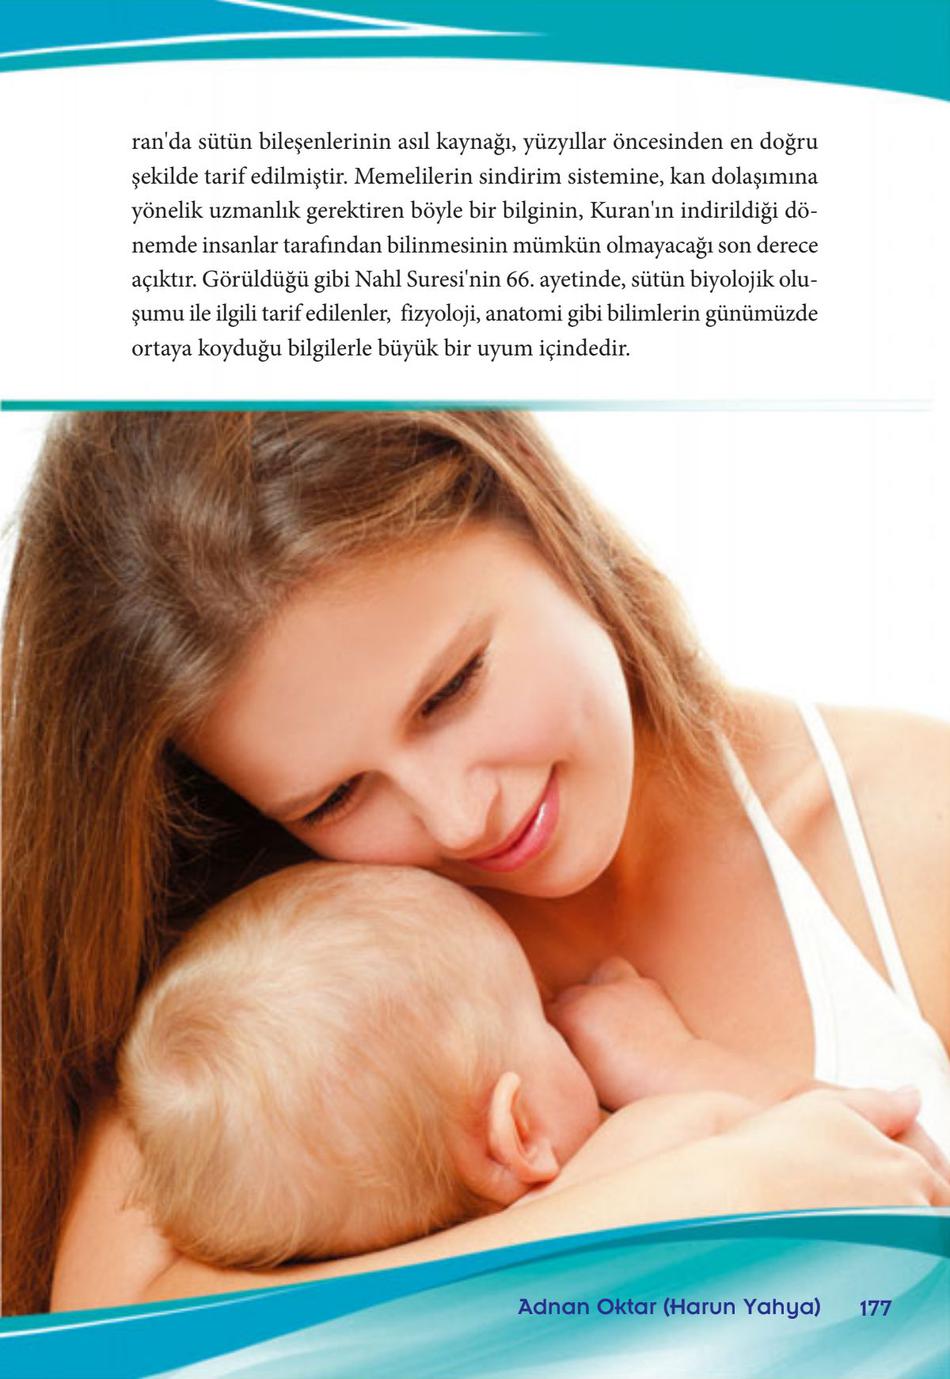 ran'da sütün bileşenlerinin asıl kaynağı, yüzyıllar öncesinden en doğru
şekilde tarif edilmiştir. Memelilerin sindirim sistemine, kan dolaşımına
yönelik uzmanlık gerektiren böyle bir bilginin, Kuran'ın indirildiği dö-
nemde insanlar tarafından bilinmesinin mümkün olmayacağı son derece
açıktır. Görüldüğü gibi Nahl Suresi'nin 66. ayetinde, sütün biyolojik olu-
şumu ile ilgili tarif edilenler,  fizyoloji, anatomi gibi bilimlerin günümüzde
ortaya koyduğu bilgilerle büyük bir uyum içindedir.
Adnan Oktar (Harun Yahya) 177